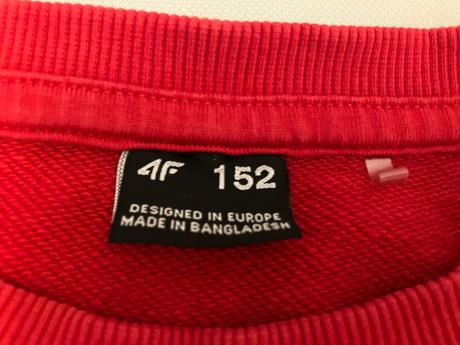 4F 152
DESIGNED IN EUROPE
MADE IN BANGLADESH